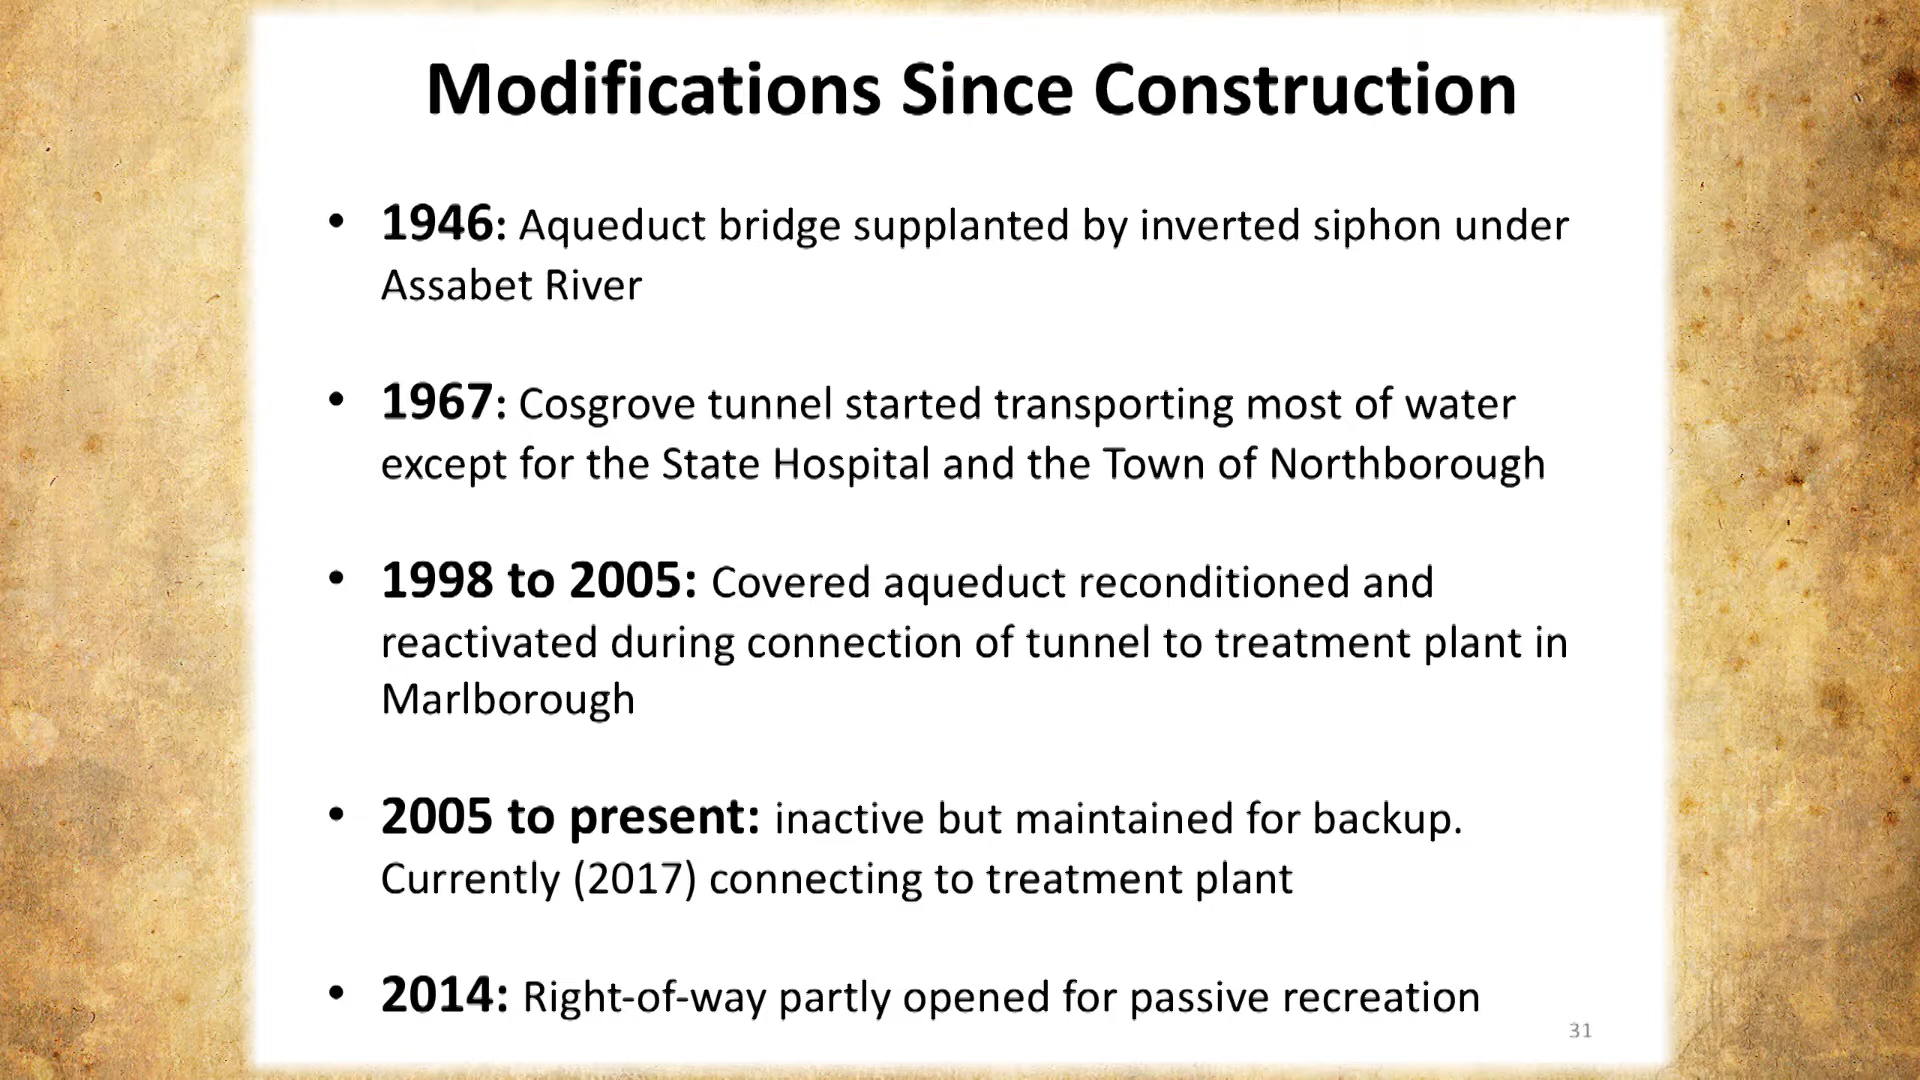 Modifications Since Construction
• 1946: Aqueduct bridge supplanted by inverted siphon under
Assabet River
• 1967: Cosgrove tunnel started transporting most of water
except for the State Hospital and the Town of Northborough
• 1998 to 2005: Covered aqueduct reconditioned and
reactivated during connection of tunnel to treatment plant in
Marlborough
• 2005 to present: inactive but maintained for backup.
Currently (2017) connecting to treatment plant
• 2014: Right-of-way partly opened for passive recreation
31